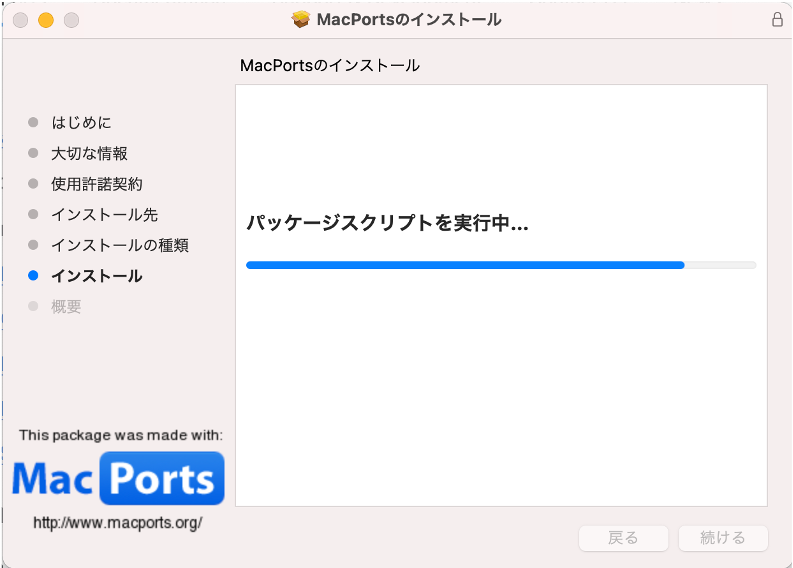 MacPortsのインストール
MacPortsのインストール
はじめに
大切な情報
使用許諾契約
インストール先
インストールの種類
インストール
概要
パッケージスクリプトを実行中...
This package was made with:
Mac Ports
http://www.macports.org/
戻る
続ける